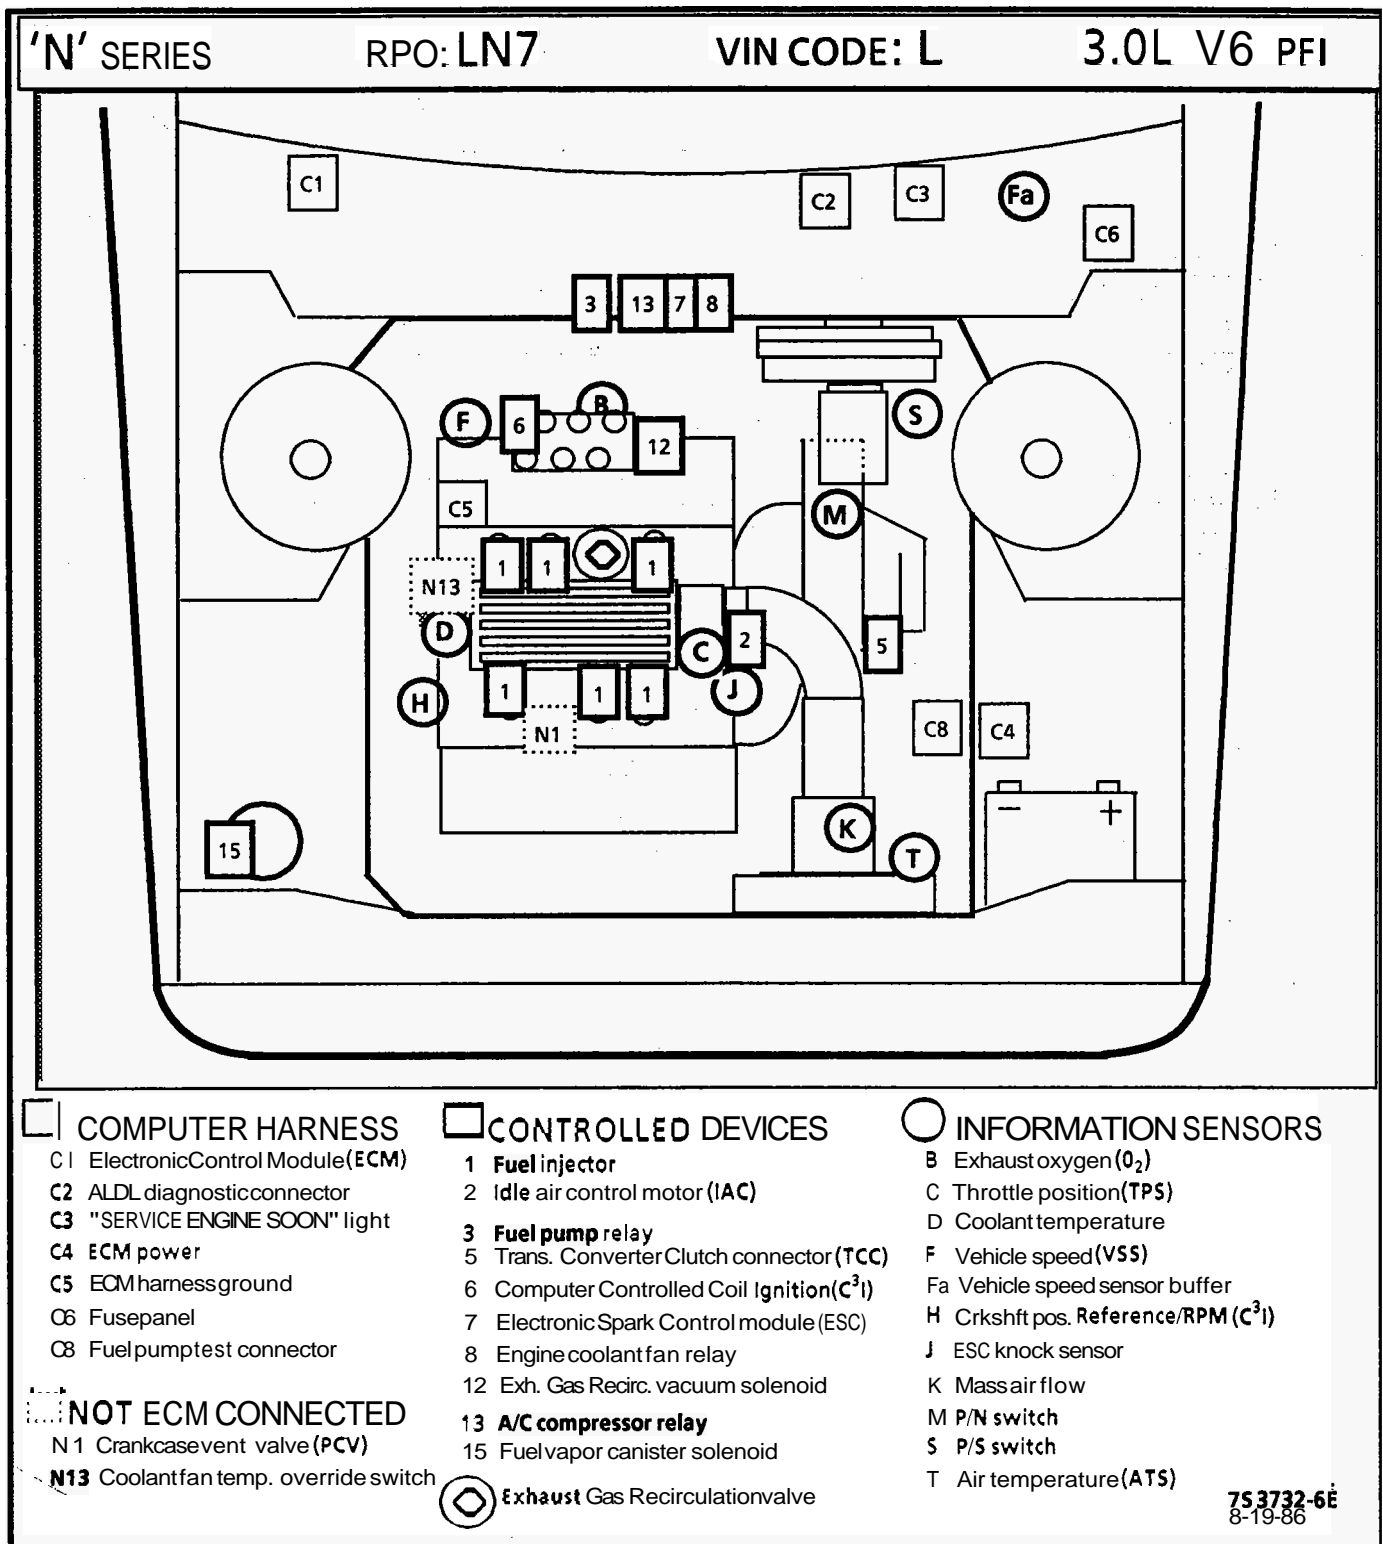 'N' SERIES RPO: LN7 VIN CODE: L 3.0L V6 PFI
C1
C2
C3
Fa
C6
3
13
7
8
F
6
B
12
S
C5
M
1
1
1
N13
D
C
2
5
H
1
1
1
J
N1
C8
C4
15
K
T
− +
COMPUTER HARNESS
C1 Electronic Control Module (ECM)
C2 ALDL diagnostic connector
C3 "SERVICE ENGINE SOON" light
C4 ECM power
C5 ECM harness ground
C6 Fuse panel
C8 Fuel pump test connector
NOT ECM CONNECTED
N1 Crankcase vent valve (PCV)
N13 Coolant fan temp. override switch
CONTROLLED DEVICES
1 Fuel injector
2 Idle air control motor (IAC)
3 Fuel pump relay
5 Trans. Converter Clutch connector (TCC)
6 Computer Controlled Coil Ignition (C³I)
7 Electronic Spark Control module (ESC)
8 Engine coolant fan relay
12 Exh. Gas Recirc. vacuum solenoid
13 A/C compressor relay
15 Fuel vapor canister solenoid
Exhaust Gas Recirculation valve
INFORMATION SENSORS
B Exhaust oxygen (O₂)
C Throttle position (TPS)
D Coolant temperature
F Vehicle speed (VSS)
Fa Vehicle speed sensor buffer
H Crkshft pos. Reference/RPM (C³I)
J ESC knock sensor
K Mass air flow
M P/N switch
S P/S switch
T Air temperature (ATS)
7S 3732-6E
8-19-86